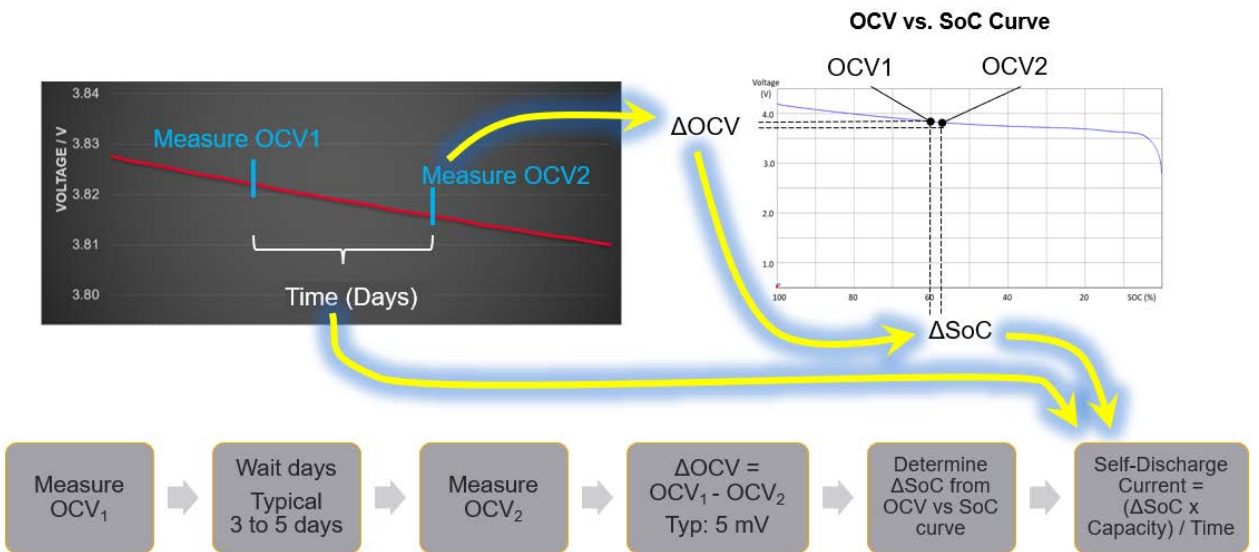 OCV vs. SoC Curve
3.84
3.83
3.82
3.81
3.80
VOLTAGE / V
Measure OCV1
Measure OCV2
Time (Days)
ΔOCV
OCV1
OCV2
Voltage
(V)
4.0
3.0
2.0
1.0
100
80
60
40
20
SOC (%)
ΔSoC
Measure
OCV1
Wait days
Typical
3 to 5 days
Measure
OCV2
ΔOCV =
OCV1 - OCV2
Typ: 5 mV
Determine
ΔSoC from
OCV vs SoC
curve
Self-Discharge
Current =
(ΔSoC x
Capacity) / Time